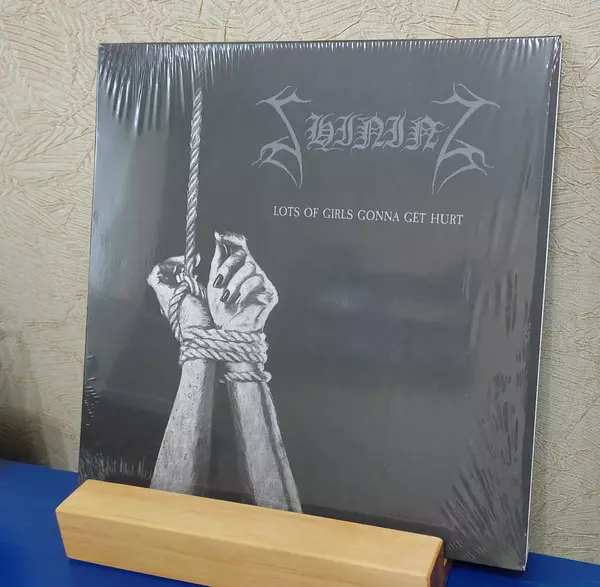 Shining
LOTS OF GIRLS GONNA GET HURT